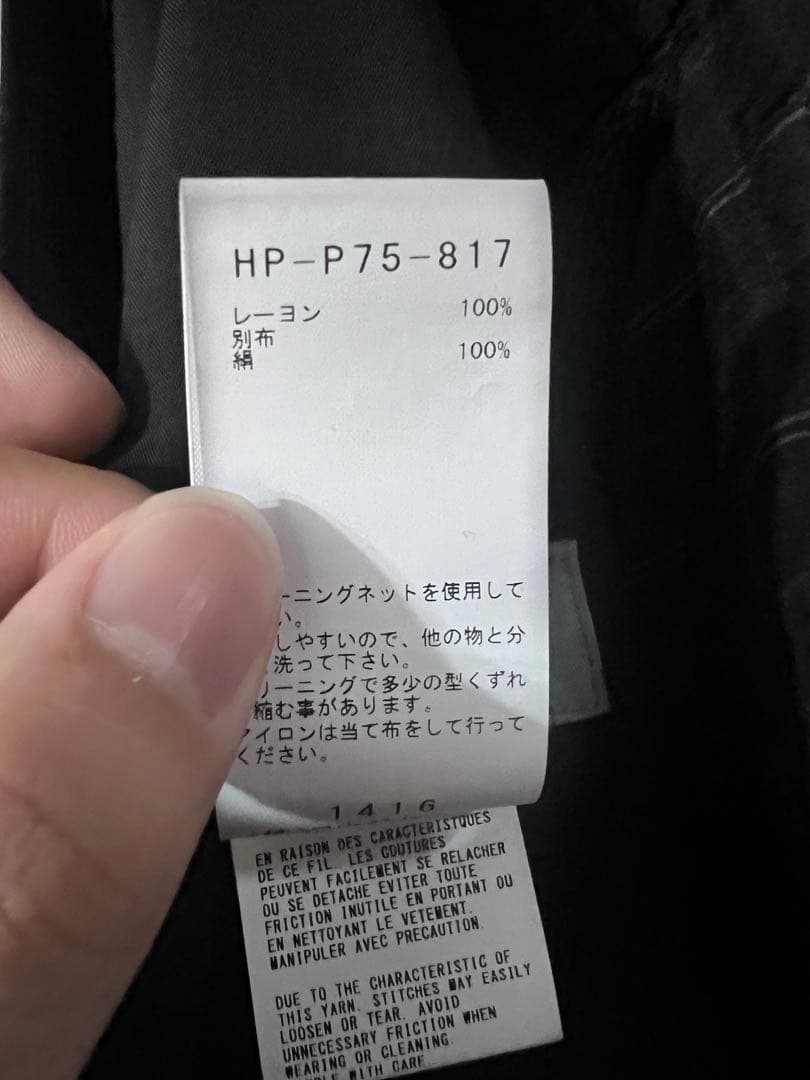 HP-P75-817
レーヨン 100%
別布
絹 100%
ーニングネットを使用して
い。
しやすいので、他の物と分
洗って下さい。
リーニングで多少の型くずれ
縮む事があります。
アイロンは当て布をして行って
ください。
1416
EN RAISON DES CARACTERISTQUES
DE CE FIL. LES COUTURES
PEUVENT FACILEMENT SE RELACHER
OU SE DETACHE EVITER TOUTE
FRICTION INUTILE EN PORTANT OU
EN NETTOYANT LE VETEMENT.
MANIPULER AVEC PRECAUTION.
DUE TO THE CHARACTERISTIC OF
THIS YARN. STITCHES MAY EASILY
LOOSEN OR TEAR. AVOID
UNNECESSARY FRICTION WHEN
WEARING OR CLEANING.
WITH CARE